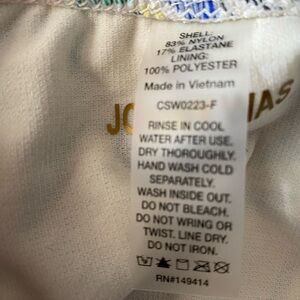 SHELL:
83% NYLON
17% ELASTANE
LINING:
100% POLYESTER
Made in Vietnam
CSW0223-F
RINSE IN COOL
WATER AFTER USE.
DRY THOROUGHLY.
HAND WASH COLD
SEPARATELY.
WASH INSIDE OUT.
DO NOT BLEACH.
DO NOT WRING OR
TWIST. LINE DRY.
DO NOT IRON.
RN#149414